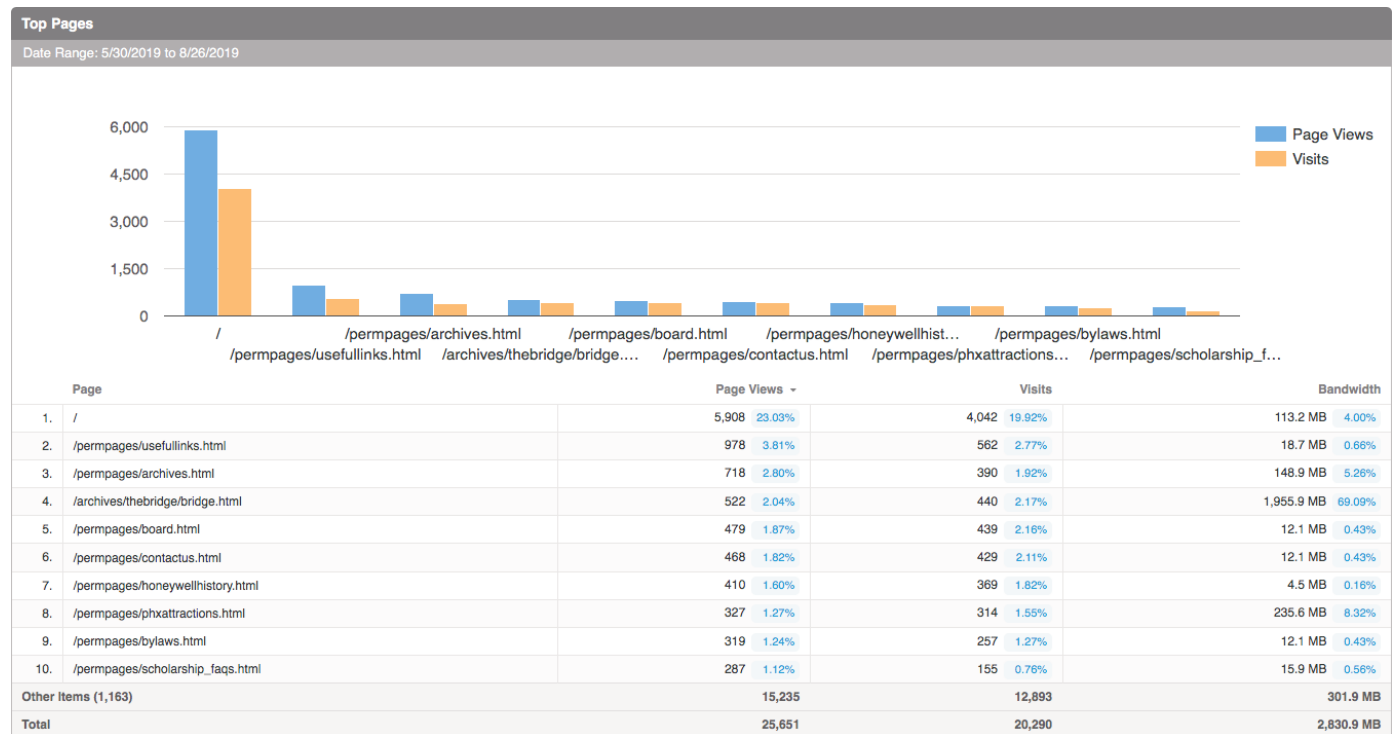 Top Pages
Date Range: 5/30/2019 to 8/26/2019
6,000
4,500
3,000
1,500
0
Page Views
Visits
/ /permpages/archives.html /permpages/board.html /permpages/honeywellhist… /permpages/bylaws.html
/permpages/usefullinks.html /archives/thebridge/bridge.… /permpages/contactus.html /permpages/phxattractions… /permpages/scholarship_f…
Page Page Views Visits Bandwidth
1. / 5,908 23.03% 4,042 19.92% 113.2 MB 4.00%
2. /permpages/usefullinks.html 978 3.81% 562 2.77% 18.7 MB 0.66%
3. /permpages/archives.html 718 2.80% 390 1.92% 148.9 MB 5.26%
4. /archives/thebridge/bridge.html 522 2.04% 440 2.17% 1,955.9 MB 69.09%
5. /permpages/board.html 479 1.87% 439 2.16% 12.1 MB 0.43%
6. /permpages/contactus.html 468 1.82% 429 2.11% 12.1 MB 0.43%
7. /permpages/honeywellhistory.html 410 1.60% 369 1.82% 4.5 MB 0.16%
8. /permpages/phxattractions.html 327 1.27% 314 1.55% 235.6 MB 8.32%
9. /permpages/bylaws.html 319 1.24% 257 1.27% 12.1 MB 0.43%
10. /permpages/scholarship_faqs.html 287 1.12% 155 0.76% 15.9 MB 0.56%
Other Items (1,163) 15,235 12,893 301.9 MB
Total 25,651 20,290 2,830.9 MB